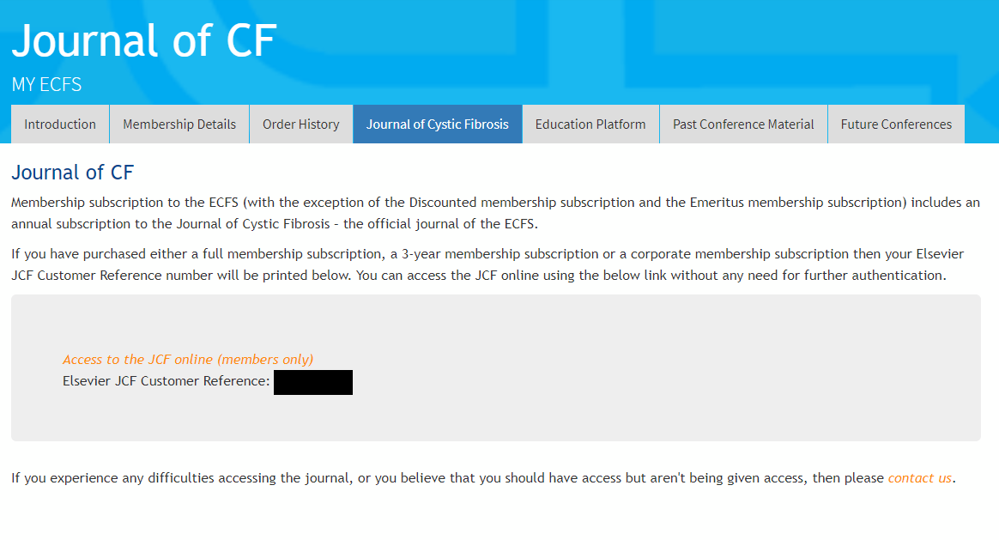 Journal of CF
MY ECFS
Introduction Membership Details Order History Journal of Cystic Fibrosis Education Platform Past Conference Material Future Conferences
Journal of CF
Membership subscription to the ECFS (with the exception of the Discounted membership subscription and the Emeritus membership subscription) includes an
annual subscription to the Journal of Cystic Fibrosis – the official journal of the ECFS.
If you have purchased either a full membership subscription, a 3-year membership subscription or a corporate membership subscription then your Elsevier
JCF Customer Reference number will be printed below. You can access the JCF online using the below link without any need for further authentication.
Access to the JCF online (members only)
Elsevier JCF Customer Reference:
If you experience any difficulties accessing the journal, or you believe that you should have access but aren't being given access, then please contact us.